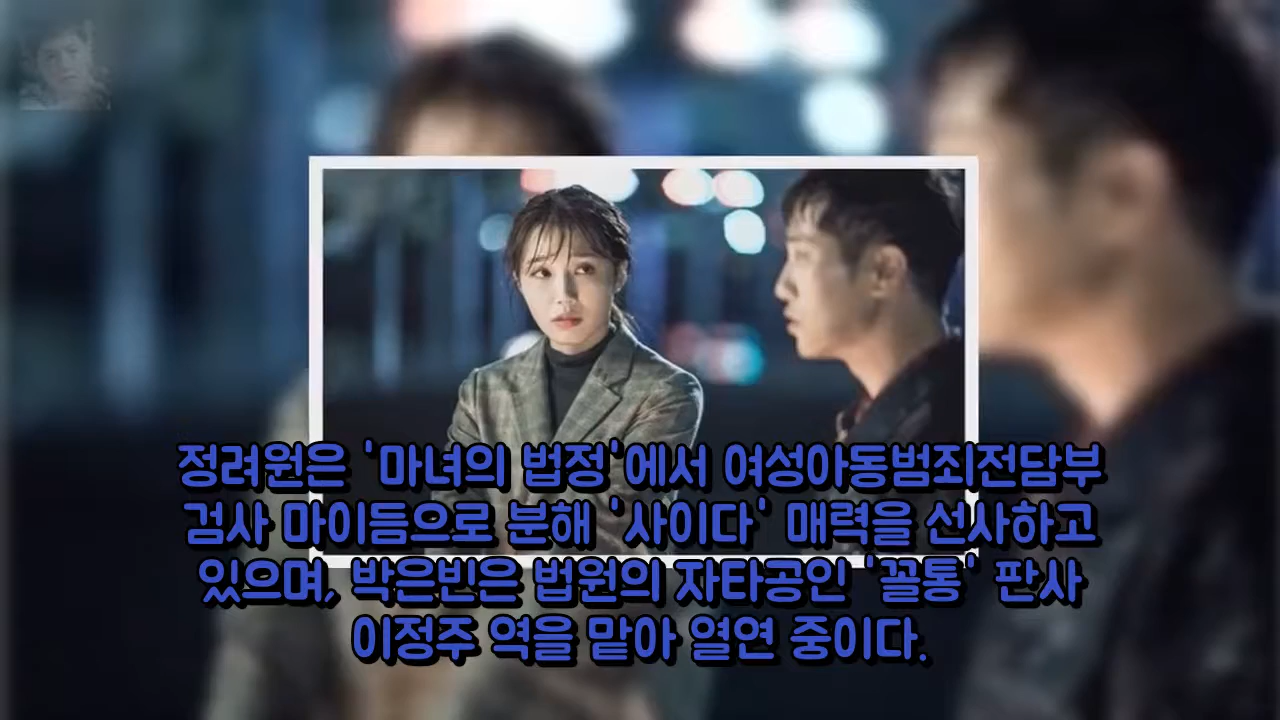 정려원은 '마녀의 법정'에서 여성아동범죄전담부
검사 마이듬으로 분해 '사이다' 매력을 선사하고
있으며, 박은빈은 법원의 자타공인 '꼴통' 판사
이정주 역을 맡아 열연 중이다.